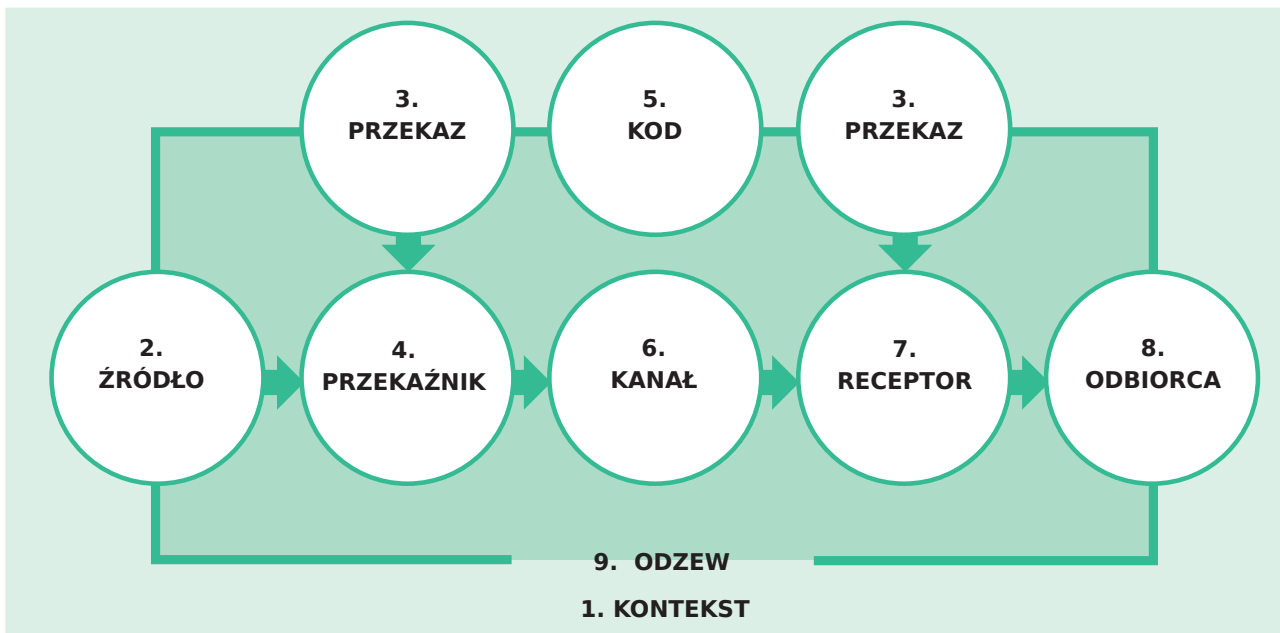 3.
PRZEKAZ
5.
KOD
3.
PRZEKAZ
2.
ŹRÓDŁO
4.
PRZEKAŹNIK
6.
KANAŁ
7.
RECEPTOR
8.
ODBIORCA
9. ODZEW
1. KONTEKST